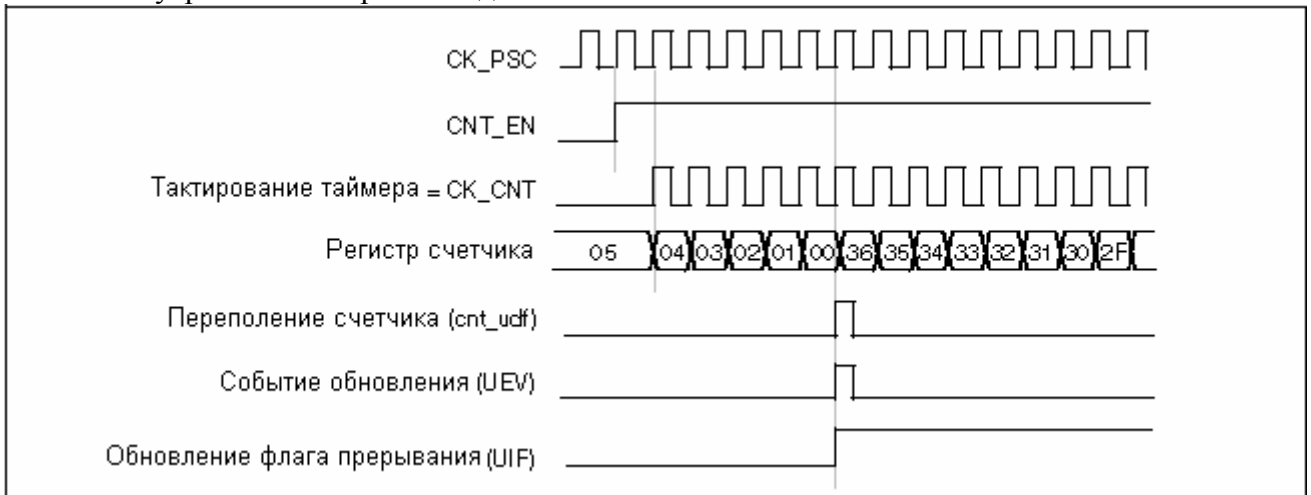 CK_PSC
CNT_EN
Тактирование таймера = CK_CNT
Регистр счетчика 05 04 03 02 01 00 36 35 34 33 32 31 30 2F
Переполение счетчика (cnt_udf)
Событие обновления (UEV)
Обновление флага прерывания (UIF)